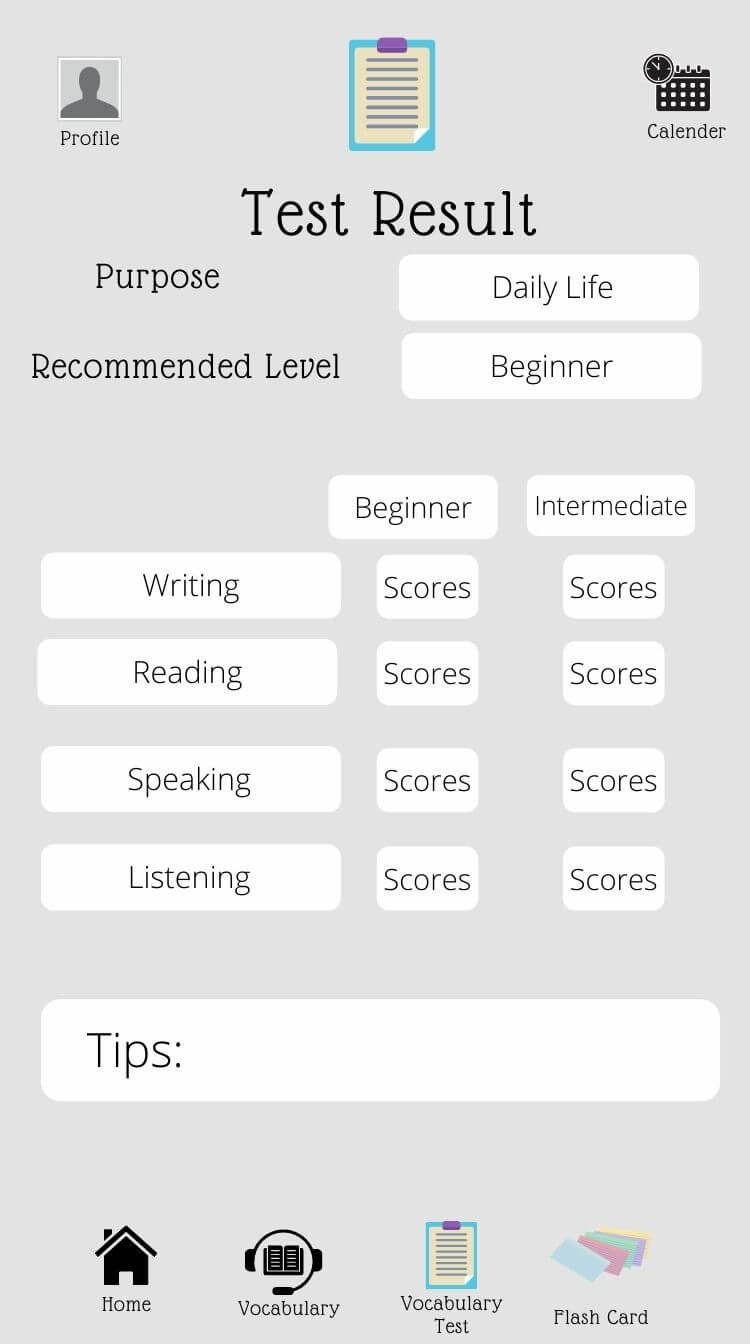 Profile
Calender
Test Result
Purpose
Daily Life
Recommended Level
Beginner
Beginner
Intermediate
Writing
Scores
Scores
Reading
Scores
Scores
Speaking
Scores
Scores
Listening
Scores
Scores
Tips:
Home
Vocabulary
Vocabulary
Test
Flash Card